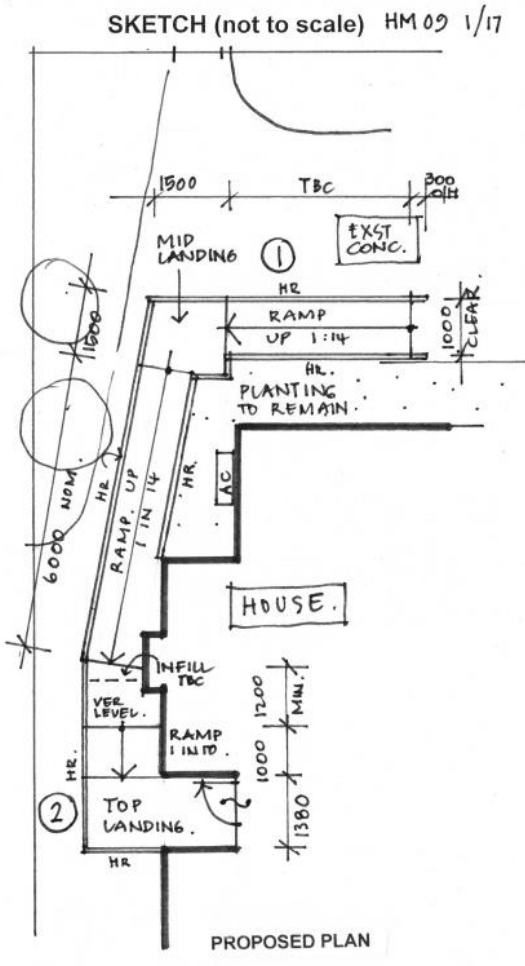 SKETCH (not to scale) HM 09 1/17
1500
TBC
300
O/H
MID
LANDING
1
EXST
CONC.
HR
RAMP
UP 1:14
1000
CLEAR.
HR.
1500
PLANTING
TO REMAIN.
HR
RAMP. UP
1 IN 14
HR.
AC
6000 NOM.
HOUSE.
INFILL
TBC
VER
LEVEL.
1200
MIN.
RAMP
1 IN 10.
1000
HR.
2
TOP
LANDING.
1380
HR
PROPOSED PLAN